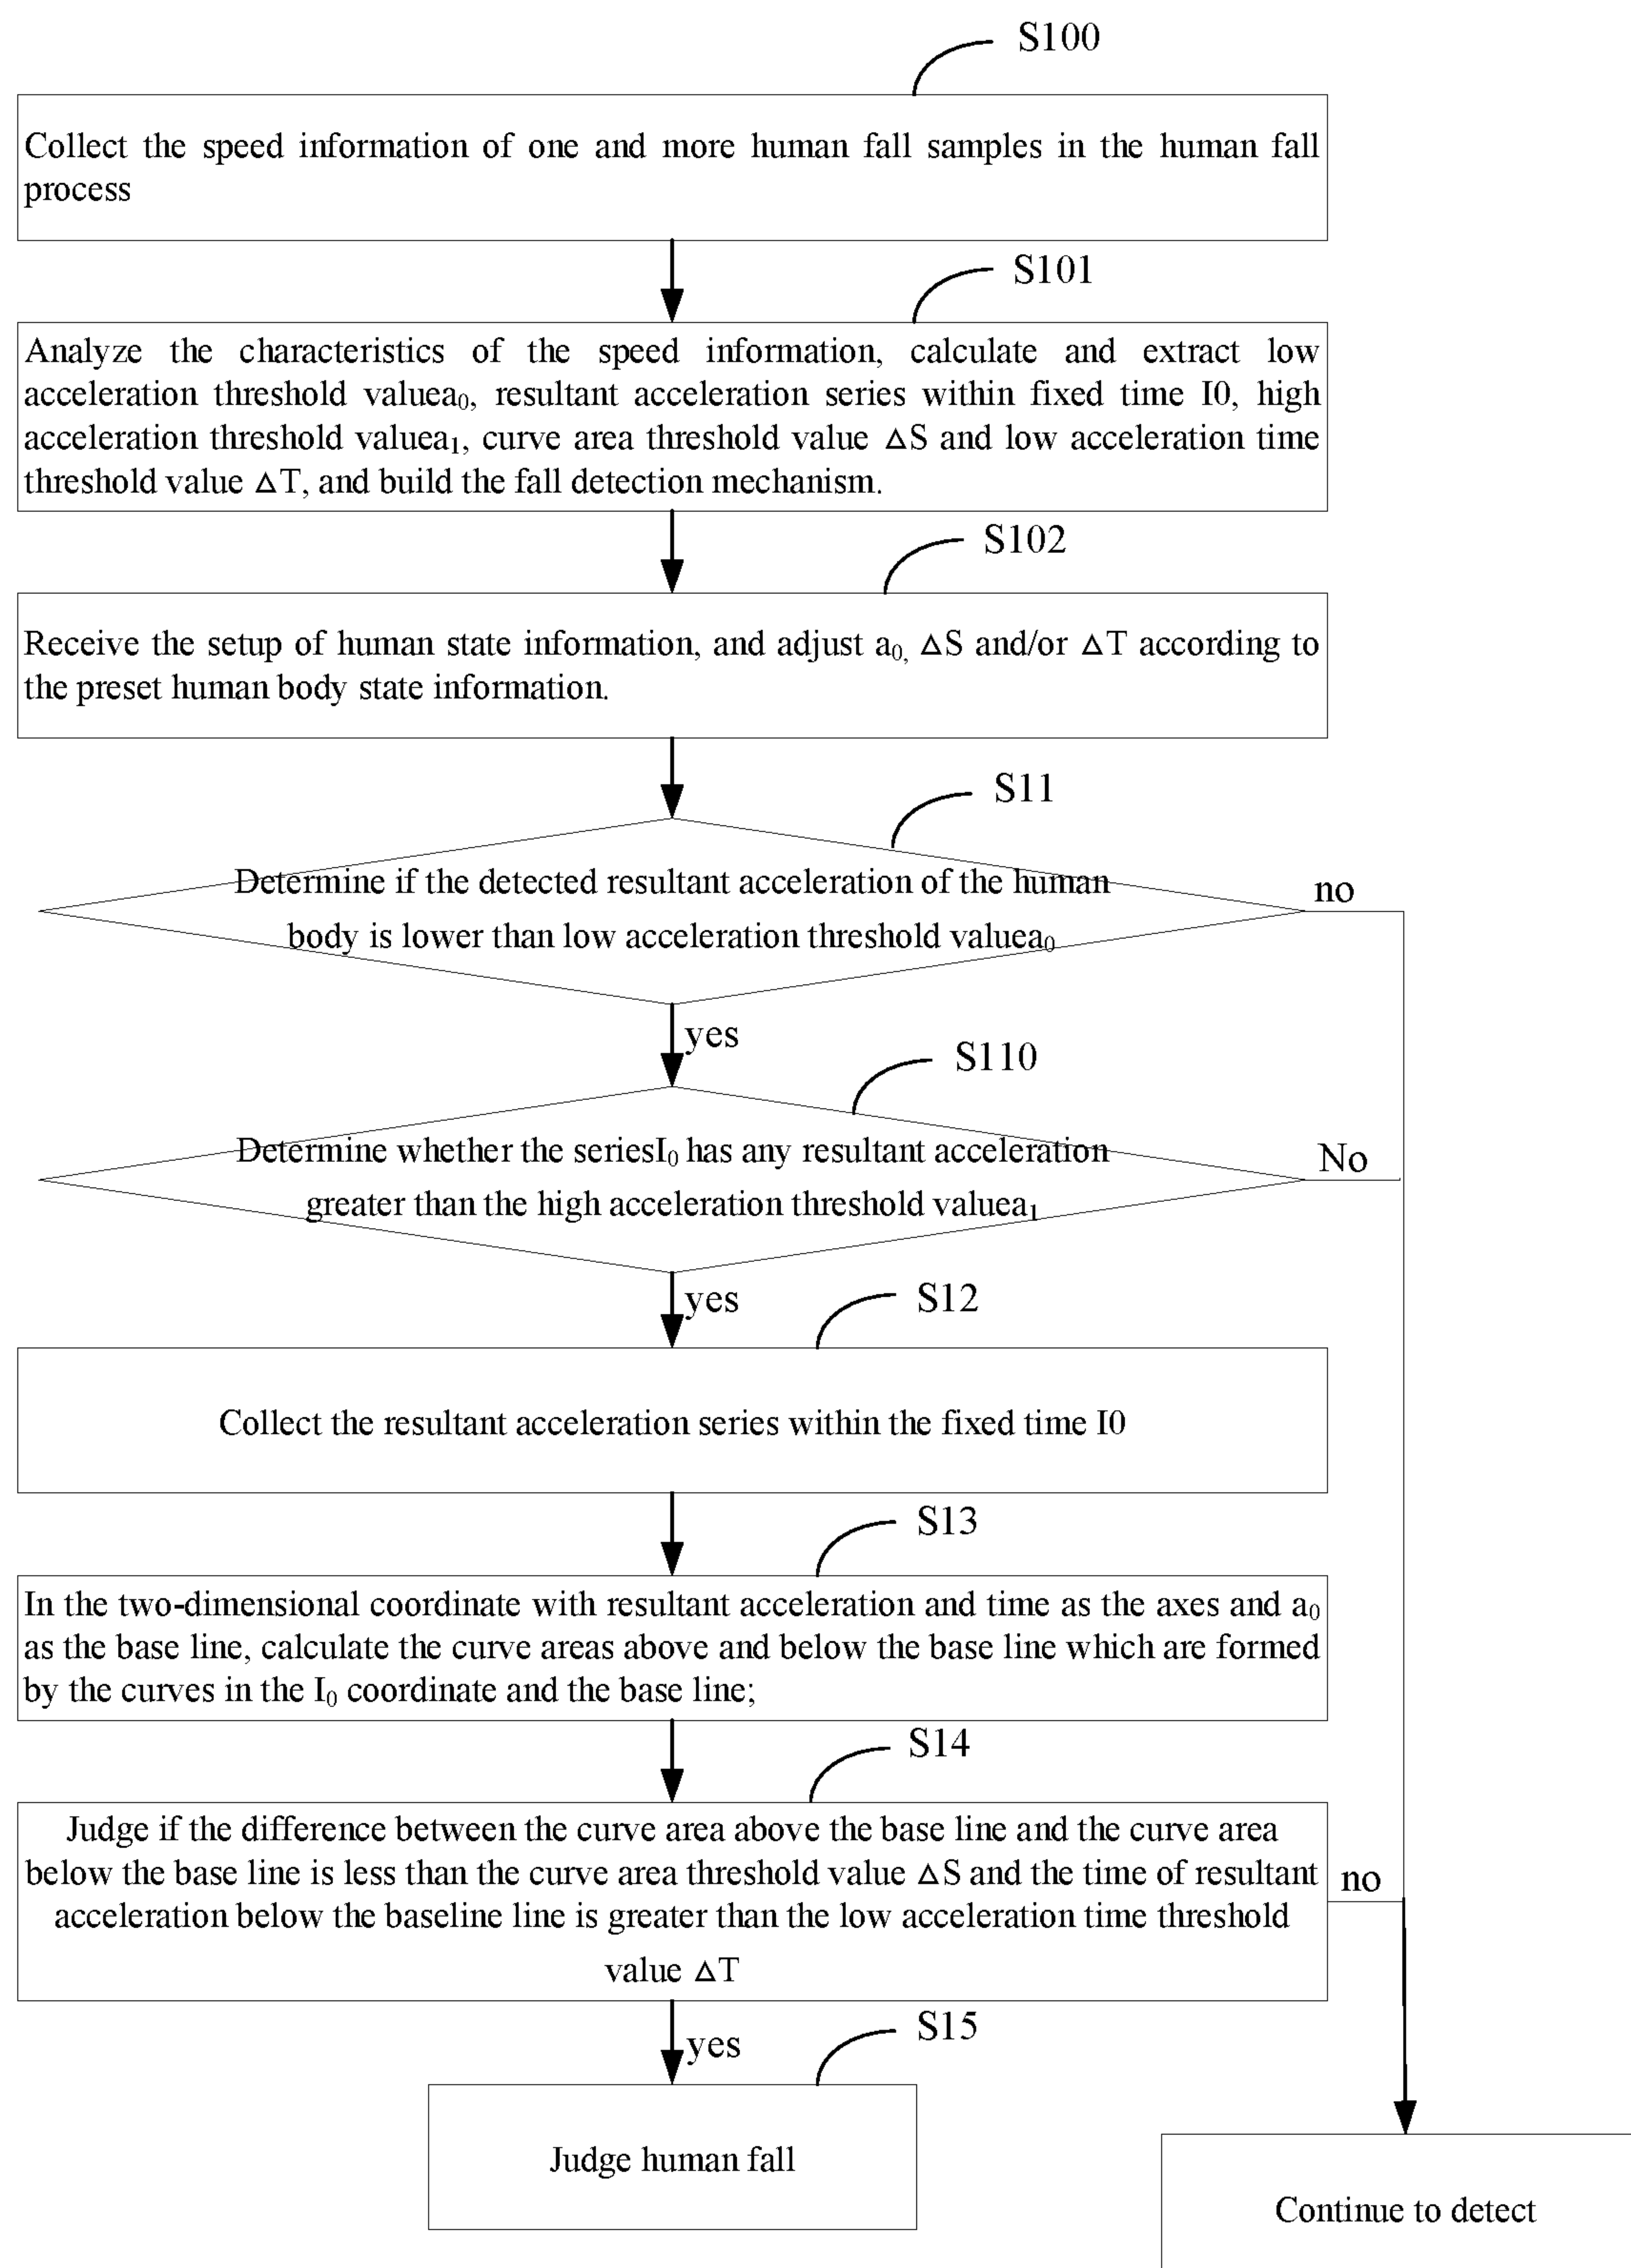 S100
Collect the speed information of one and more human fall samples in the human fall
process
S101
Analyze the characteristics of the speed information, calculate and extract low
acceleration threshold valuea₀, resultant acceleration series within fixed time I0, high
acceleration threshold valuea₁, curve area threshold value △S and low acceleration time
threshold value △T, and build the fall detection mechanism.
S102
Receive the setup of human state information, and adjust a₀, △S and/or △T according to
the preset human body state information.
S11
Determine if the detected resultant acceleration of the human
body is lower than low acceleration threshold valuea₀
no
yes
S110
Determine whether the seriesI₀ has any resultant acceleration
greater than the high acceleration threshold valuea₁
No
yes
S12
Collect the resultant acceleration series within the fixed time I0
S13
In the two-dimensional coordinate with resultant acceleration and time as the axes and a₀
as the base line, calculate the curve areas above and below the base line which are formed
by the curves in the I₀ coordinate and the base line;
S14
Judge if the difference between the curve area above the base line and the curve area
below the base line is less than the curve area threshold value △S and the time of resultant
acceleration below the baseline line is greater than the low acceleration time threshold
value △T
no
yes
S15
Judge human fall
Continue to detect